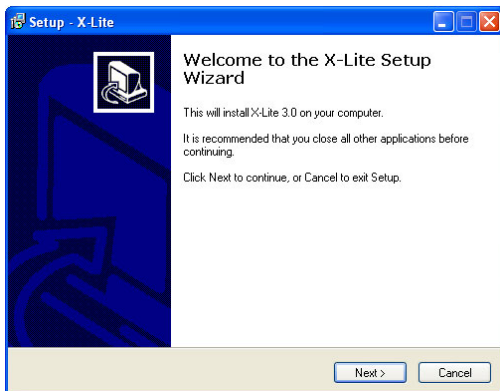 Setup - X-Lite
Welcome to the X-Lite Setup
Wizard
This will install X-Lite 3.0 on your computer.
It is recommended that you close all other applications before
continuing.
Click Next to continue, or Cancel to exit Setup.
Next >
Cancel